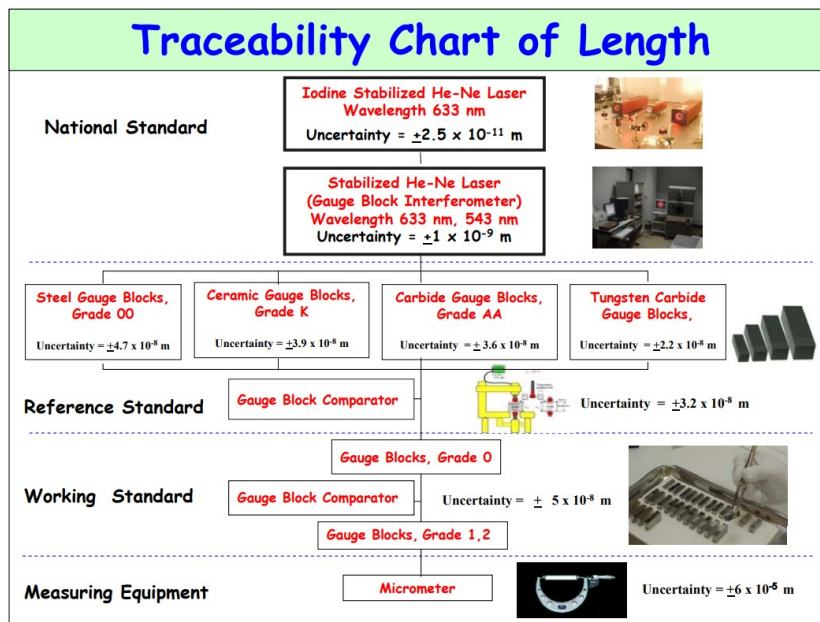 Traceability Chart of Length
National Standard
Iodine Stabilized He-Ne Laser
Wavelength 633 nm
Uncertainty = ±2.5 x 10⁻¹¹ m
Stabilized He-Ne Laser
(Gauge Block Interferometer)
Wavelength 633 nm, 543 nm
Uncertainty = ±1 x 10⁻⁹ m
Steel Gauge Blocks,
Grade 00
Uncertainty = ±4.7 x 10⁻⁸ m
Ceramic Gauge Blocks,
Grade K
Uncertainty = ±3.9 x 10⁻⁸ m
Carbide Gauge Blocks,
Grade AA
Uncertainty = ± 3.6 x 10⁻⁸ m
Tungsten Carbide
Gauge Blocks,
Uncertainty = ±2.2 x 10⁻⁸ m
Reference Standard
Gauge Block Comparator
Uncertainty = ±3.2 x 10⁻⁸ m
Gauge Blocks, Grade 0
Working Standard
Gauge Block Comparator
Uncertainty = ± 5 x 10⁻⁸ m
Gauge Blocks, Grade 1,2
Measuring Equipment
Micrometer
Uncertainty = ±6 x 10⁻⁵ m